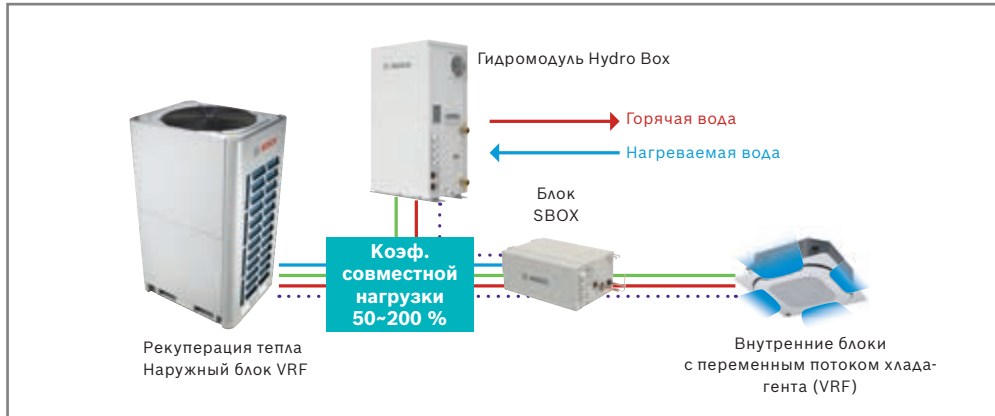 Гидромодуль Hydro Box
Горячая вода
Нагреваемая вода
BOSCH
Блок
SBOX
Коэф.
совместной
нагрузки
50~200 %
Рекуперация тепла
Наружный блок VRF
Внутренние блоки
с переменным потоком хлада-
гента (VRF)